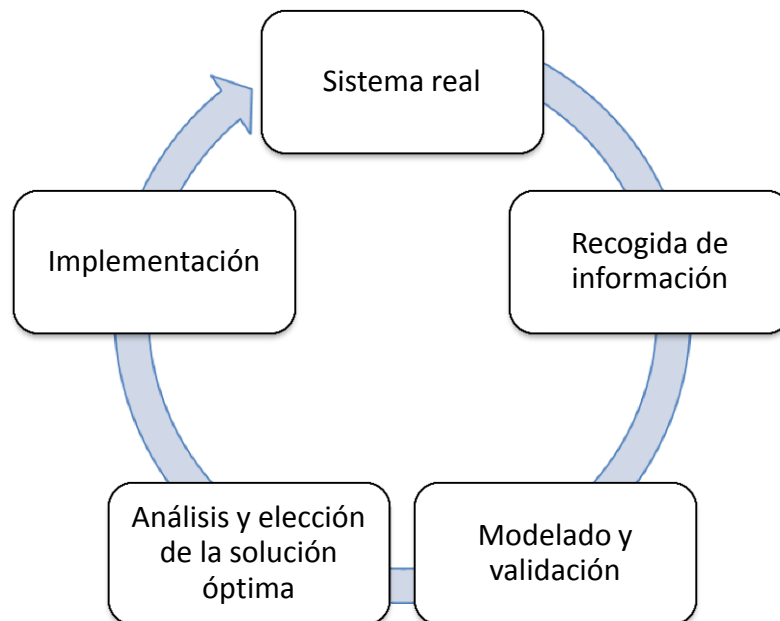 Sistema real
Recogida de
información
Modelado y
validación
Análisis y elección
de la solución
óptima
Implementación